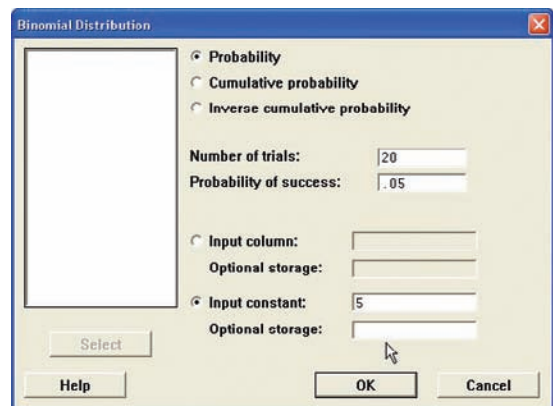 Binomial Distribution
Probability
Cumulative probability
Inverse cumulative probability
Number of trials: 20
Probability of success: .05
Input column:
Optional storage:
Input constant: 5
Optional storage:
Select
Help OK Cancel